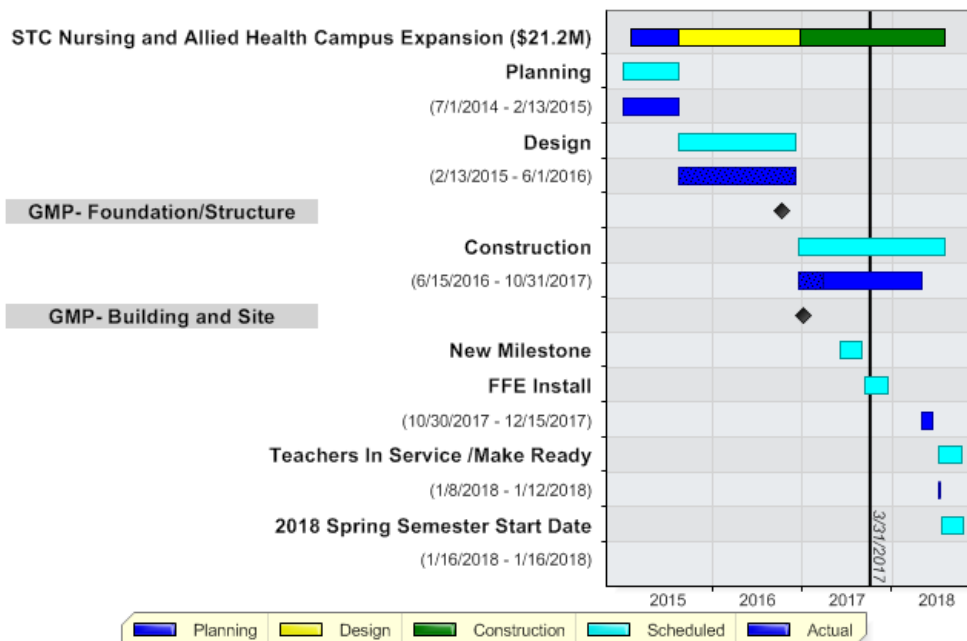 STC Nursing and Allied Health Campus Expansion ($21.2M)
Planning
(7/1/2014 - 2/13/2015)
Design
(2/13/2015 - 6/1/2016)
GMP- Foundation/Structure
Construction
(6/15/2016 - 10/31/2017)
GMP- Building and Site
New Milestone
FFE Install
(10/30/2017 - 12/15/2017)
Teachers In Service /Make Ready
(1/8/2018 - 1/12/2018)
2018 Spring Semester Start Date
(1/16/2018 - 1/16/2018)
3/31/2017
2015 2016 2017 2018
Planning Design Construction Scheduled Actual